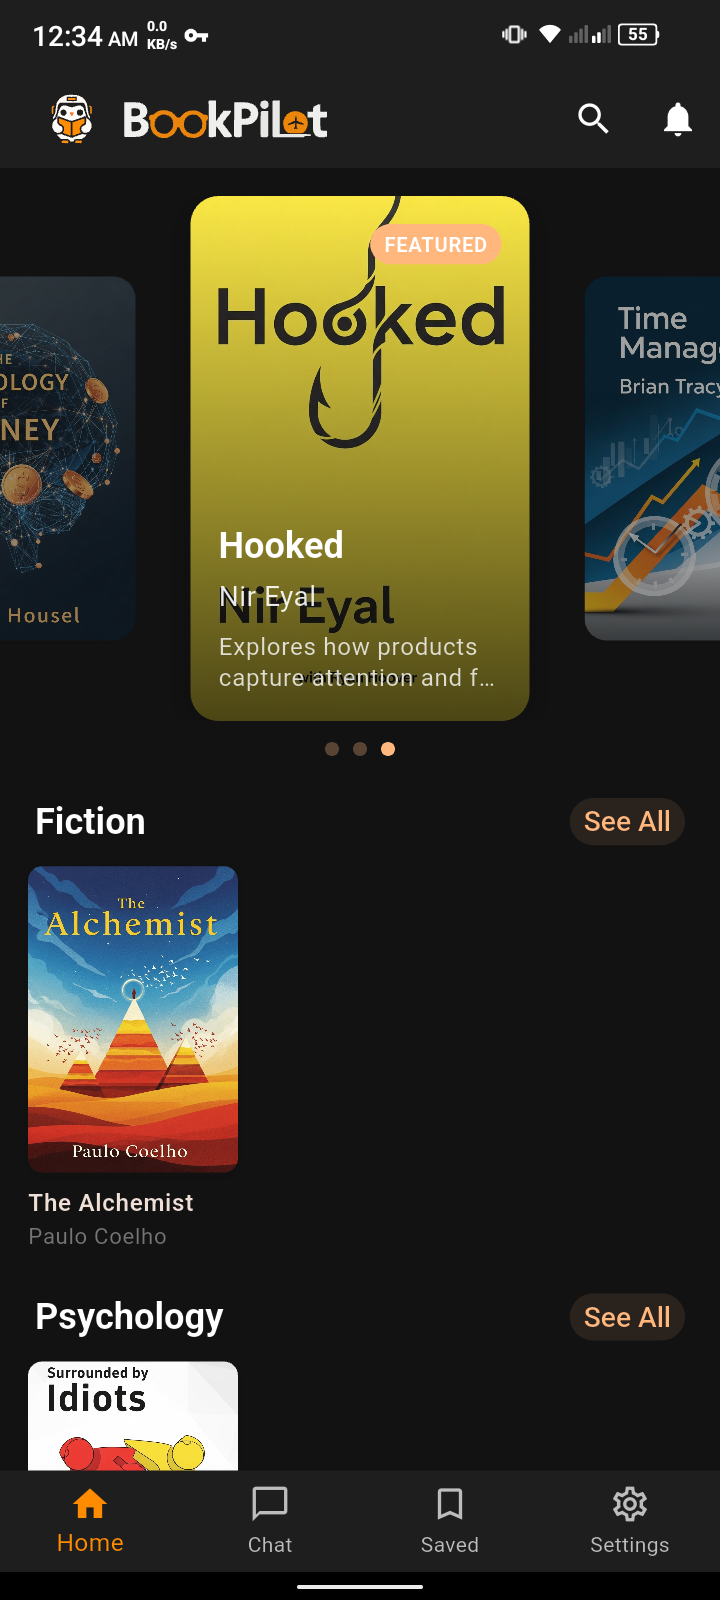 12:34 AM 0.0 KB/s 55
BookPilot
FEATURED
Hooked
HE
OLOGY
F
NEY
Housel
Time
Manag
Brian Tracy
Hooked
Nir Eyal
Nir Eyal
Explores how products
capture attention and f...
Fiction
See All
The
Alchemist
Paulo Coelho
The Alchemist
Paulo Coelho
Psychology
See All
Surrounded by
Idiots
Home
Chat
Saved
Settings